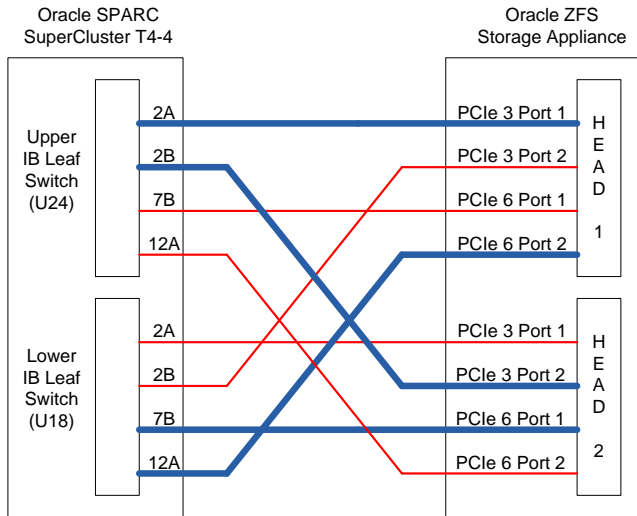 Oracle SPARC
SuperCluster T4-4
Oracle ZFS
Storage Appliance
Upper
IB Leaf
Switch
(U24)
2A
2B
7B
12A
Lower
IB Leaf
Switch
(U18)
2A
2B
7B
12A
PCIe 3 Port 1
PCIe 3 Port 2
PCIe 6 Port 1
PCIe 6 Port 2
H
E
A
D
1
PCIe 3 Port 1
PCIe 3 Port 2
PCIe 6 Port 1
PCIe 6 Port 2
H
E
A
D
2